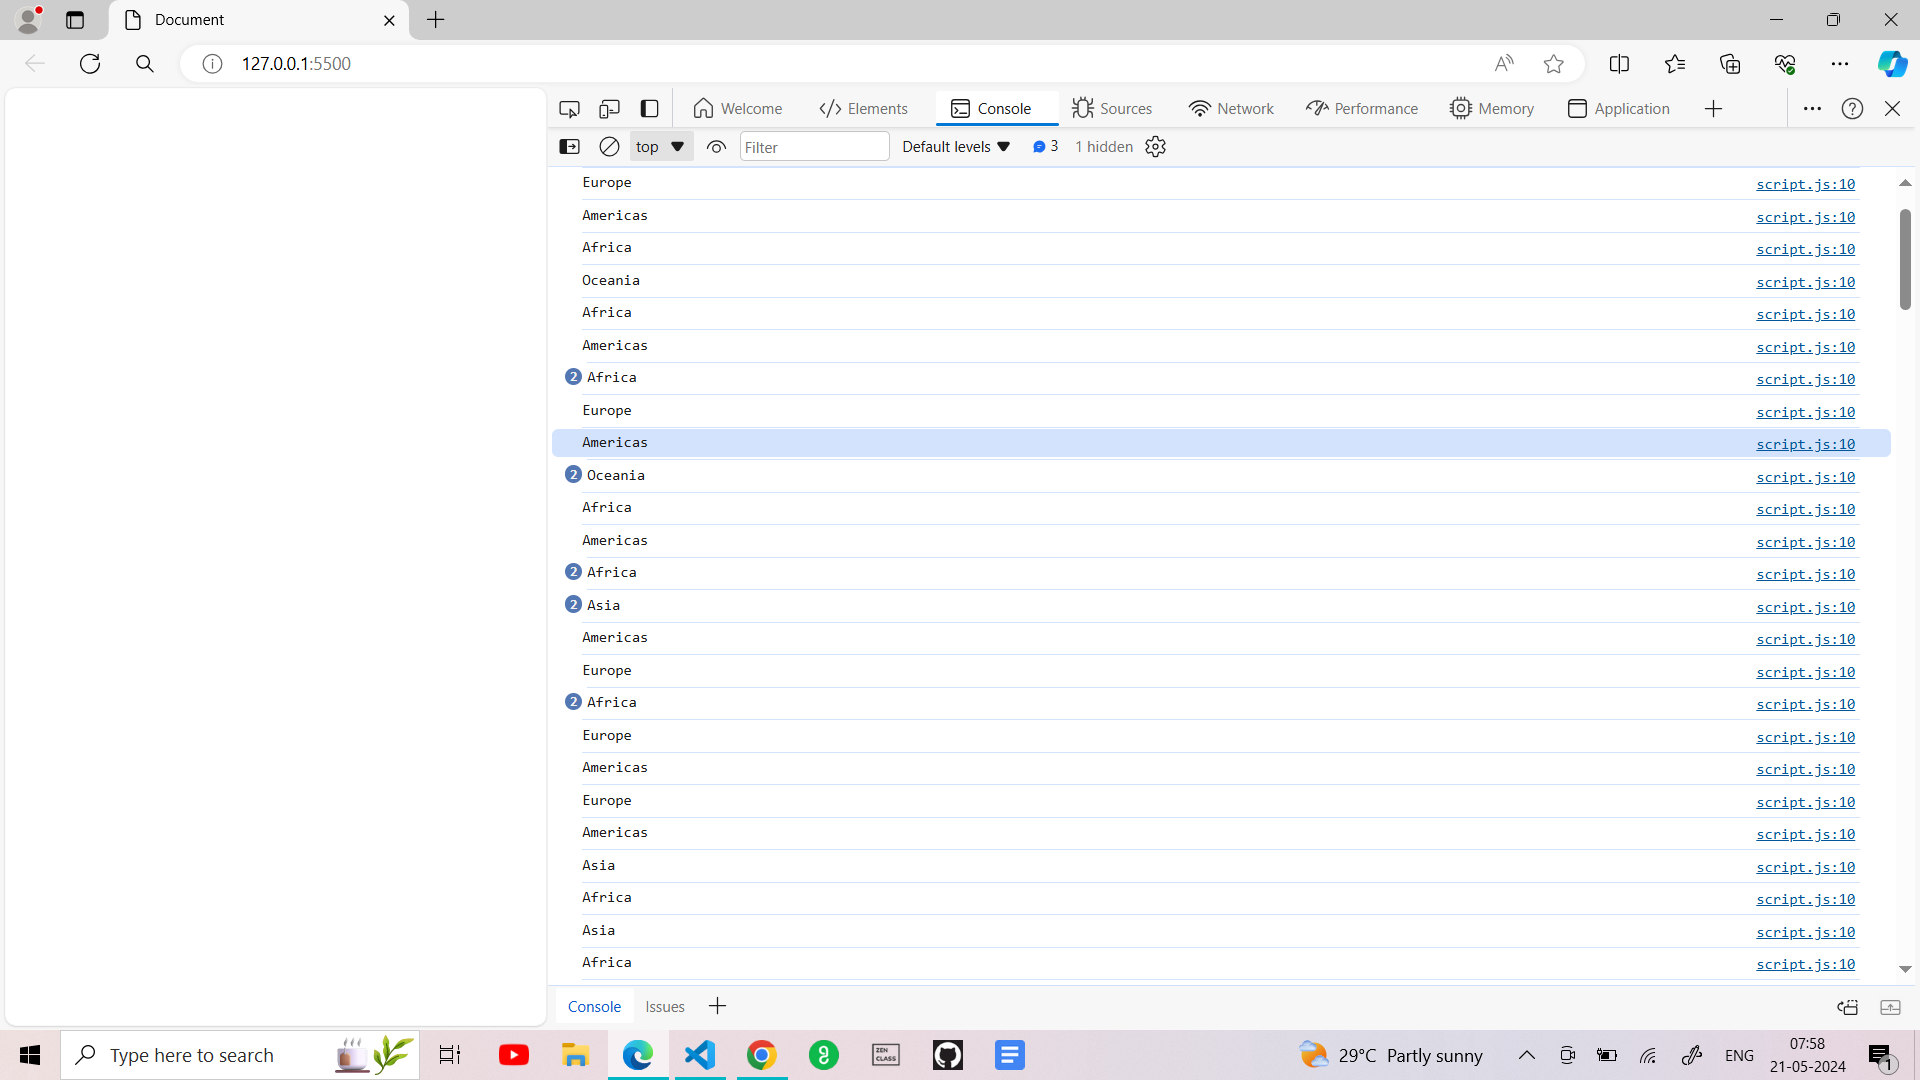 Document
127.0.0.1:5500
Welcome Elements Console Sources Network Performance Memory Application
top Filter Default levels 3 1 hidden
Europe script.js:10
Americas script.js:10
Africa script.js:10
Oceania script.js:10
Africa script.js:10
Americas script.js:10
2 Africa script.js:10
Europe script.js:10
Americas script.js:10
2 Oceania script.js:10
Africa script.js:10
Americas script.js:10
2 Africa script.js:10
2 Asia script.js:10
Americas script.js:10
Europe script.js:10
2 Africa script.js:10
Europe script.js:10
Americas script.js:10
Europe script.js:10
Americas script.js:10
Asia script.js:10
Africa script.js:10
Asia script.js:10
Africa script.js:10
Console Issues
Type here to search ZEN CLASS 29°C Partly sunny ENG 07:58 1
21-05-2024